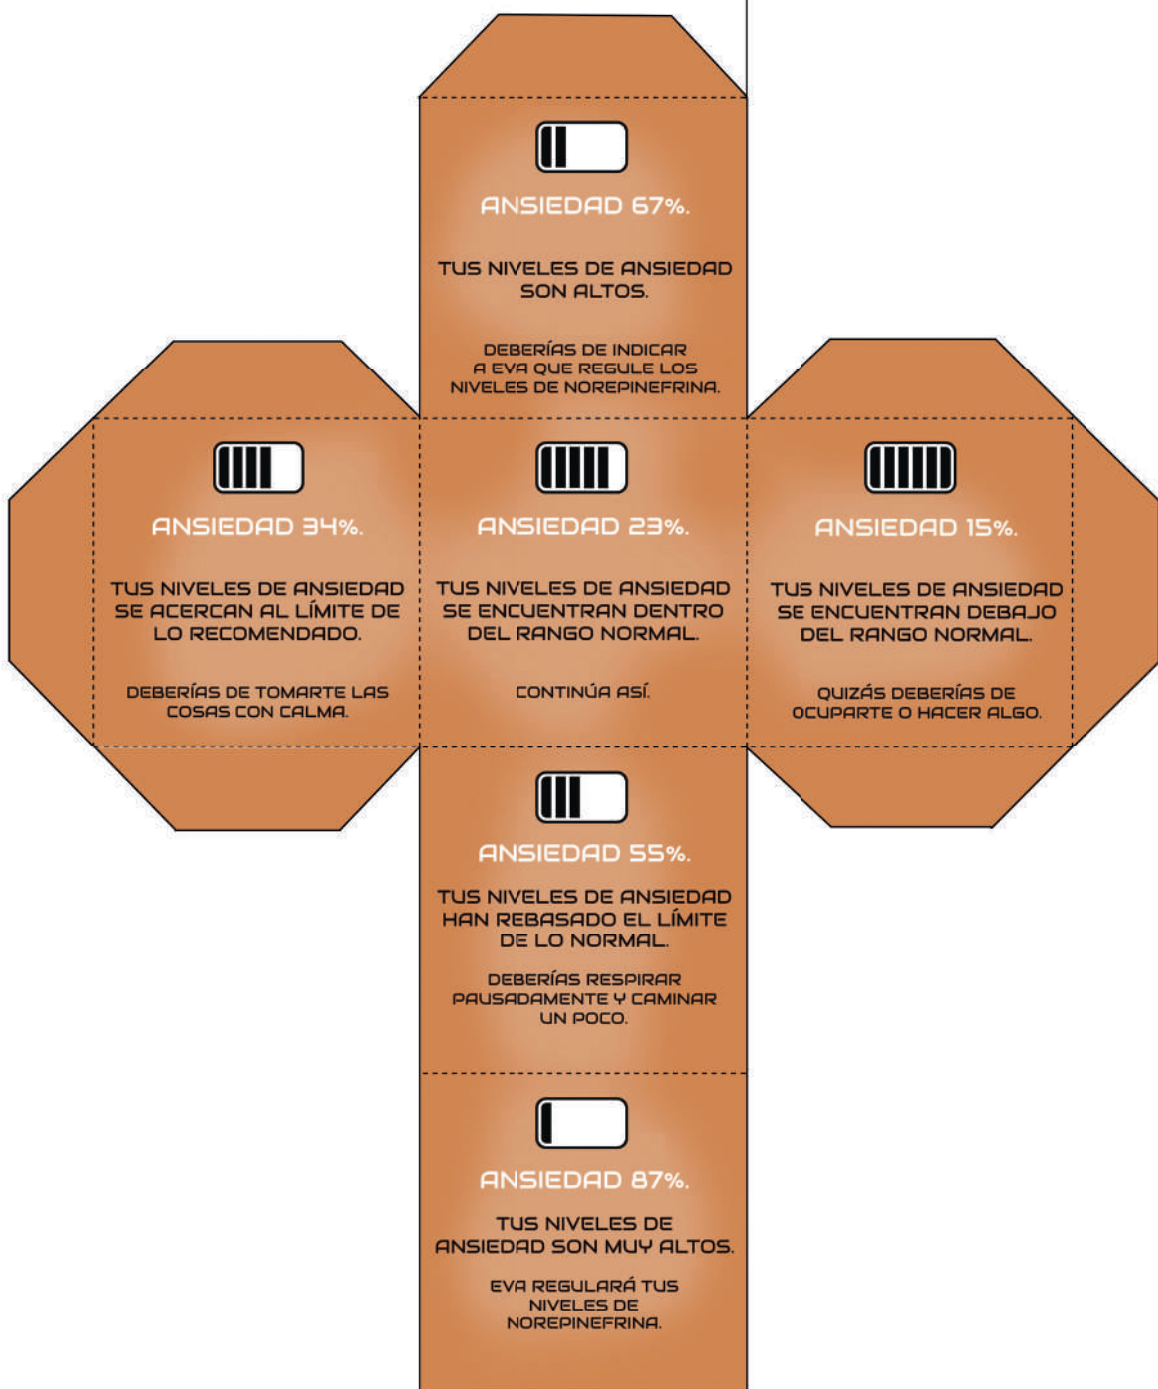 ANSIEDAD 67%.
TUS NIVELES DE ANSIEDAD
SON ALTOS.
DEBERÍAS DE INDICAR
A EVA QUE REGULE LOS
NIVELES DE NOREPINEFRINA.
ANSIEDAD 34%.
TUS NIVELES DE ANSIEDAD
SE ACERCAN AL LÍMITE DE
LO RECOMENDADO.
DEBERÍAS DE TOMARTE LAS
COSAS CON CALMA.
ANSIEDAD 23%.
TUS NIVELES DE ANSIEDAD
SE ENCUENTRAN DENTRO
DEL RANGO NORMAL.
CONTINÚA ASÍ.
ANSIEDAD 15%.
TUS NIVELES DE ANSIEDAD
SE ENCUENTRAN DEBAJO
DEL RANGO NORMAL.
QUIZÁS DEBERÍAS DE
OCUPARTE O HACER ALGO.
ANSIEDAD 55%.
TUS NIVELES DE ANSIEDAD
HAN REBASADO EL LÍMITE
DE LO NORMAL.
DEBERÍAS RESPIRAR
PAUSADAMENTE Y CAMINAR
UN POCO.
ANSIEDAD 87%.
TUS NIVELES DE
ANSIEDAD SON MUY ALTOS.
EVA REGULARÁ TUS
NIVELES DE
NOREPINEFRINA.